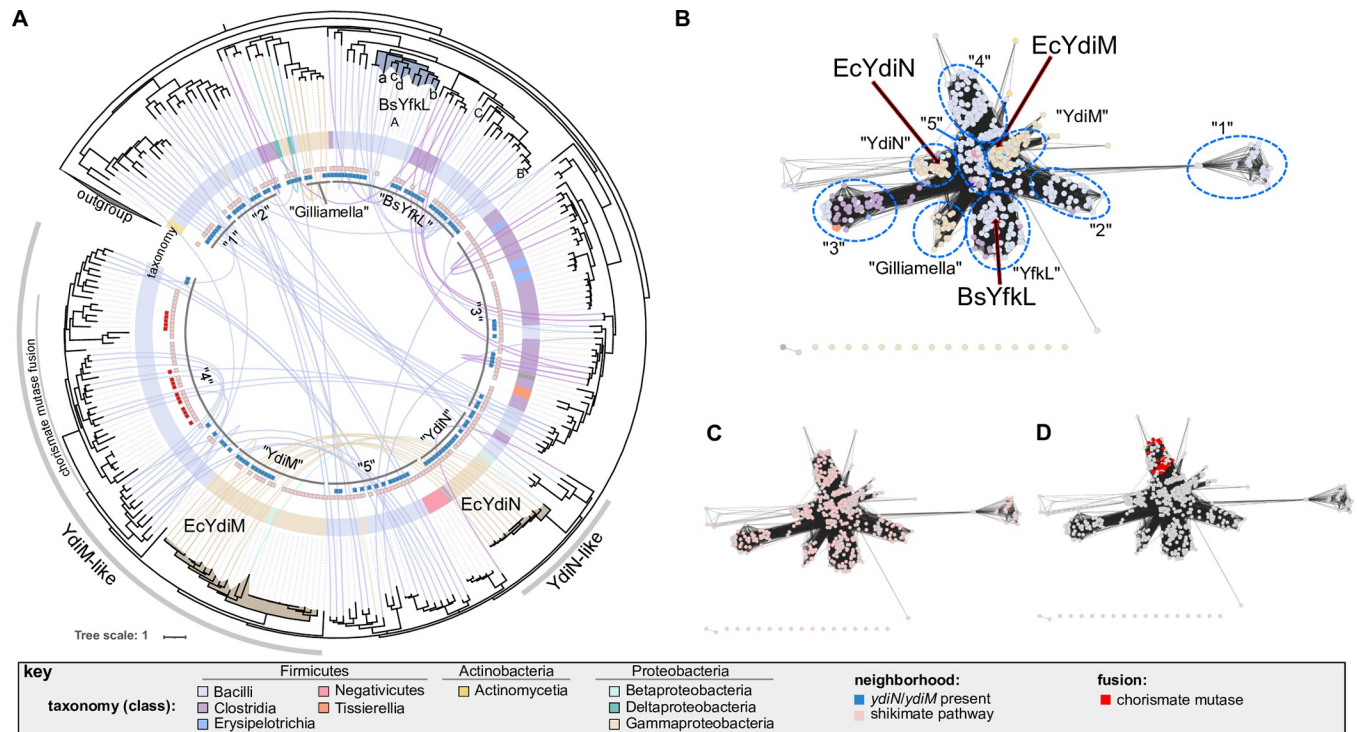 A
outgroup
taxonomy
"1"
"2"
"Gilliamella"
"BsYfkL"
a
c
d
b
BsYfkL
A
C
B
"3"
"YdiN"
"5"
"YdiM"
"4"
EcYdiM
EcYdiN
YdiM-like
YdiN-like
chorismate mutase fusion
Tree scale: 1
B
EcYdiN
EcYdiM
"4"
"5"
"YdiN"
"YdiM"
"1"
"3"
"2"
"Gilliamella"
"YfkL"
BsYfkL
C
D
key
Firmicutes
Actinobacteria
Proteobacteria
neighborhood:
fusion:
taxonomy (class):
Bacilli
Clostridia
Erysipelotrichia
Negativicutes
Tissierellia
Actinomycetia
Betaproteobacteria
Deltaproteobacteria
Gammaproteobacteria
ydiN/ydiM present
shikimate pathway
chorismate mutase